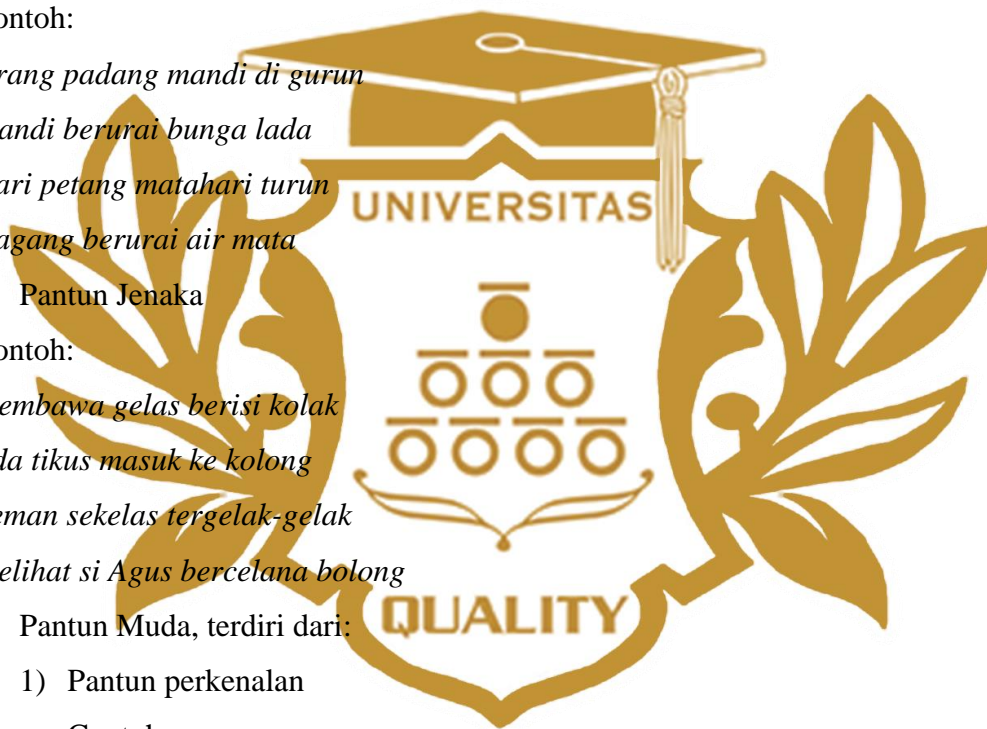 ontoh:
rang padang mandi di gurun
andi berurai bunga lada
ari petang matahari turun
UNIVERSITAS
agang berurai air mata
Pantun Jenaka
ontoh:
embawa gelas berisi kolak
da tikus masuk ke kolong
eman sekelas tergelak-gelak
elihat si Agus bercelana bolong
Pantun Muda, terdiri dari:
QUALITY
1) Pantun perkenalan